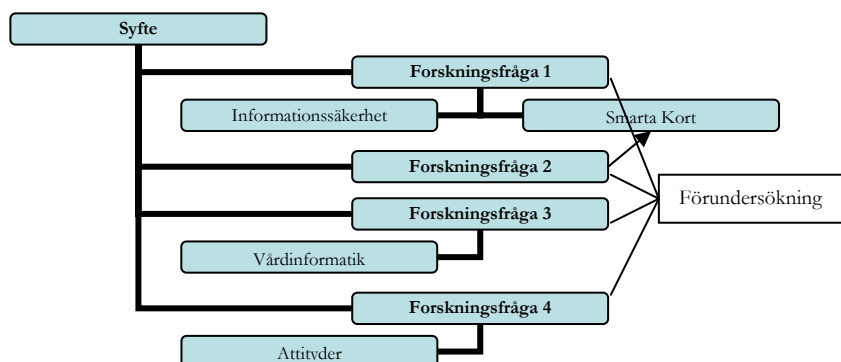 Syfte
Forskningsfråga 1
Informationssäkerhet
Smarta Kort
Forskningsfråga 2
Förundersökning
Forskningsfråga 3
Vårdinformatik
Forskningsfråga 4
Attityder